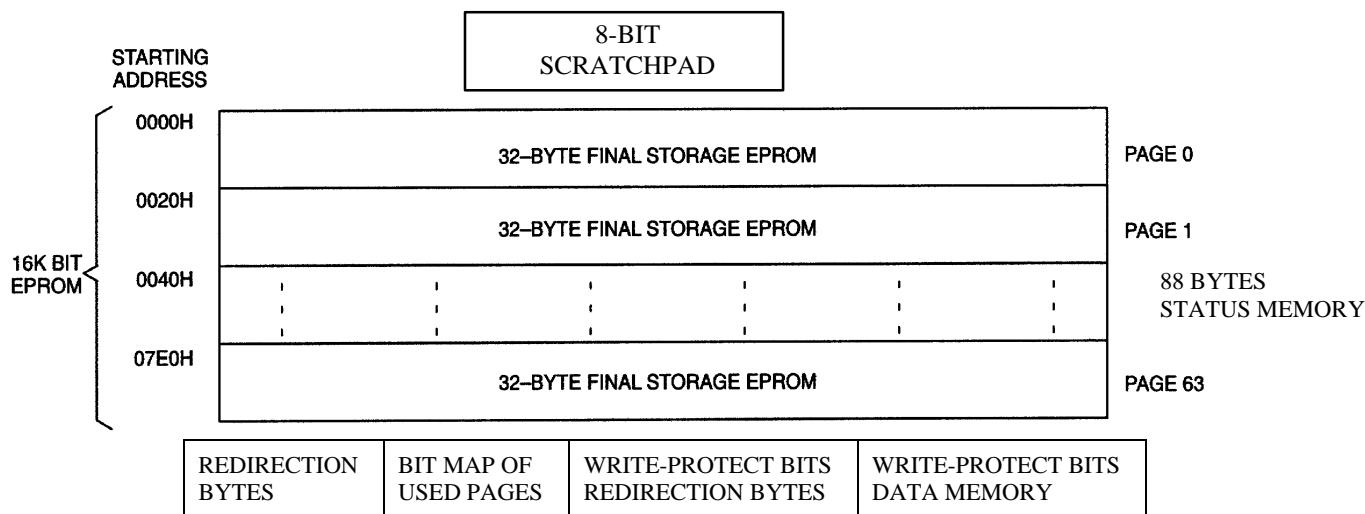 8-BIT
SCRATCHPAD
STARTING
ADDRESS
0000H
32–BYTE FINAL STORAGE EPROM
PAGE 0
0020H
32–BYTE FINAL STORAGE EPROM
PAGE 1
16K BIT
EPROM
0040H
88 BYTES
STATUS MEMORY
07E0H
32–BYTE FINAL STORAGE EPROM
PAGE 63
REDIRECTION
BYTES
BIT MAP OF
USED PAGES
WRITE-PROTECT BITS
REDIRECTION BYTES
WRITE-PROTECT BITS
DATA MEMORY